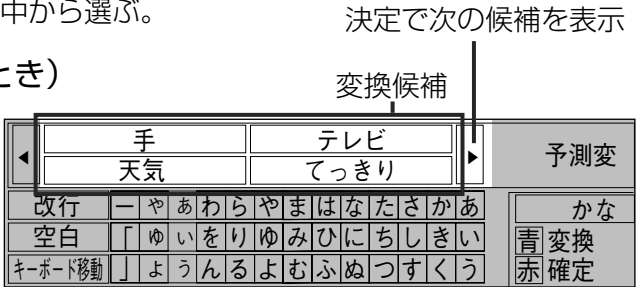 中から選ぶ。
決定で次の候補を表示
とき）
変換候補
◀ 手 テレビ ▶ 予測変
天気 てっきり
改行 ー ゃ ぁ わ ら や ま は な た さ か あ かな
空白 「 ゅ ぃ を り ゆ み ひ に ち し き い 青 変換
キーボード移動 」 ょ ぅ ん る よ む ふ ぬ つ す く う 赤 確定